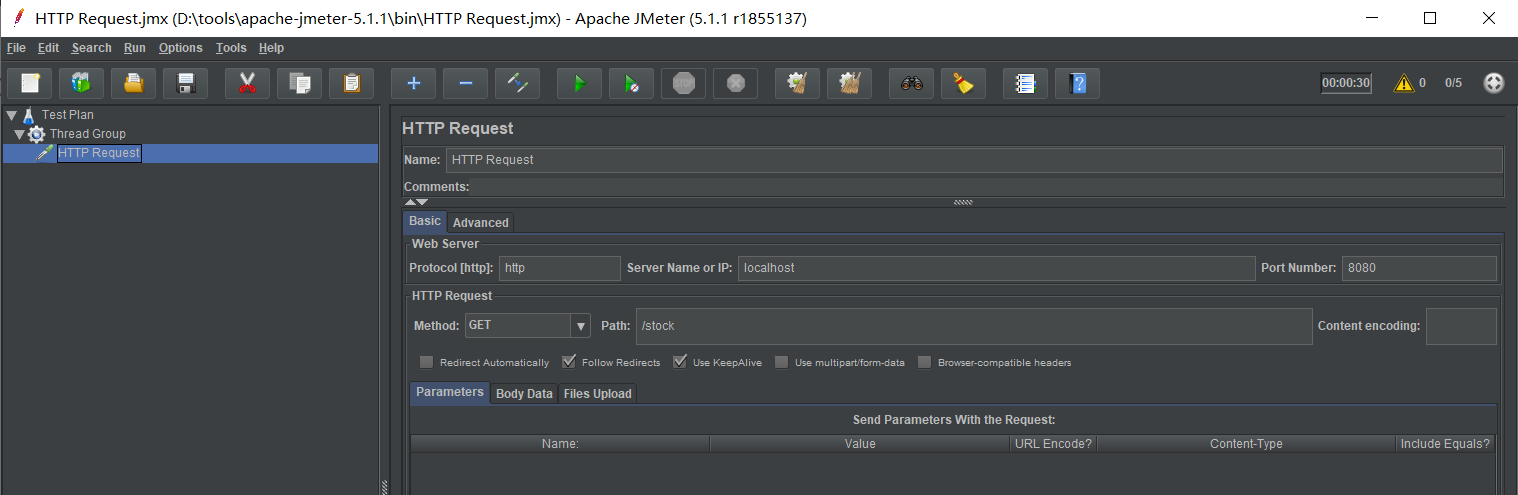 HTTP Request.jmx (D:\tools\apache-jmeter-5.1.1\bin\HTTP Request.jmx) - Apache JMeter (5.1.1 r1855137)
File Edit Search Run Options Tools Help
STOP 00:00:30 0 0/5
Test Plan
Thread Group
HTTP Request
HTTP Request
Name: HTTP Request
Comments:
Basic Advanced
Web Server
Protocol [http]: http Server Name or IP: localhost Port Number: 8080
HTTP Request
Method: GET Path: /stock Content encoding:
Redirect Automatically Follow Redirects Use KeepAlive Use multipart/form-data Browser-compatible headers
Parameters Body Data Files Upload
Send Parameters With the Request:
Name: Value URL Encode? Content-Type Include Equals?